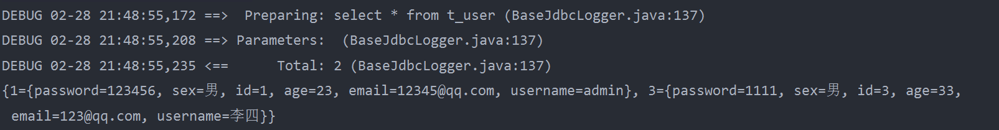 DEBUG 02-28 21:48:55,172 ==>  Preparing: select * from t_user (BaseJdbcLogger.java:137)
DEBUG 02-28 21:48:55,208 ==> Parameters:  (BaseJdbcLogger.java:137)
DEBUG 02-28 21:48:55,235 <==      Total: 2 (BaseJdbcLogger.java:137)
{1={password=123456, sex=男, id=1, age=23, email=12345@qq.com, username=admin}, 3={password=1111, sex=男, id=3, age=33,
 email=123@qq.com, username=李四}}